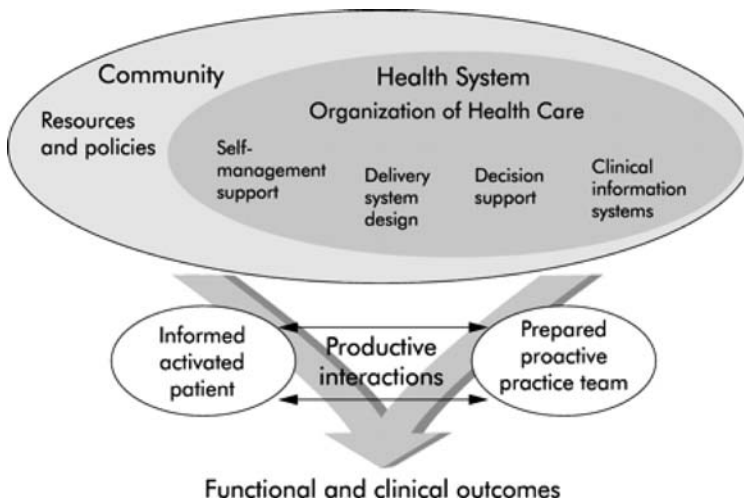 Community
Health System
Organization of Health Care
Resources
and policies
Self-
management
support
Delivery
system
design
Decision
support
Clinical
information
systems
Informed
activated
patient
Productive
interactions
Prepared
proactive
practice team
Functional and clinical outcomes